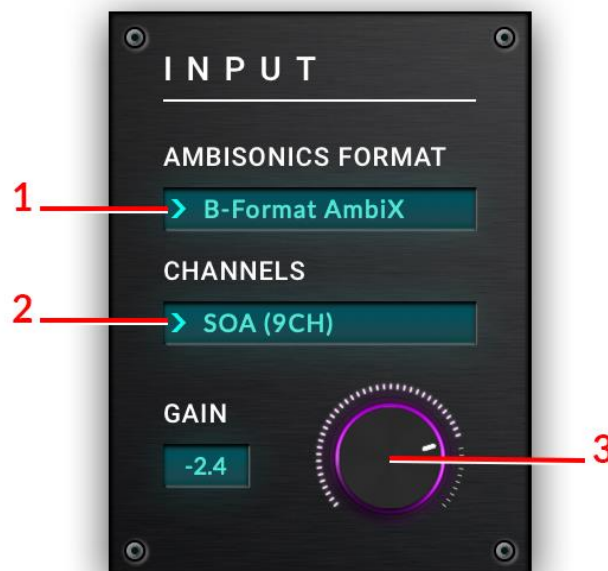 INPUT
AMBISONICS FORMAT
1
B-Format AmbiX
CHANNELS
2
SOA (9CH)
GAIN
-2.4
3